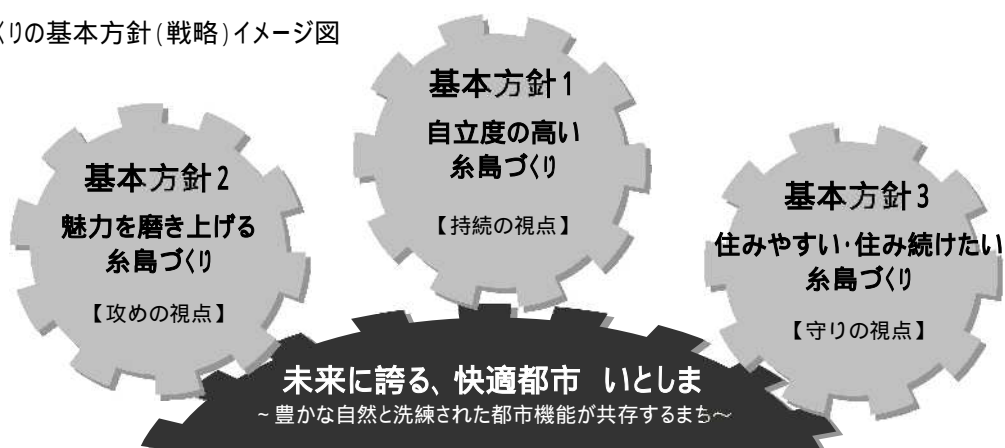 くりの基本方針(戦略)イメージ図
基本方針1
自立度の高い
糸島づくり
【持続の視点】
基本方針2
魅力を磨き上げる
糸島づくり
【攻めの視点】
基本方針3
住みやすい・住み続けたい
糸島づくり
【守りの視点】
未来に誇る、快適都市 いとしま
~豊かな自然と洗練された都市機能が共存するまち~